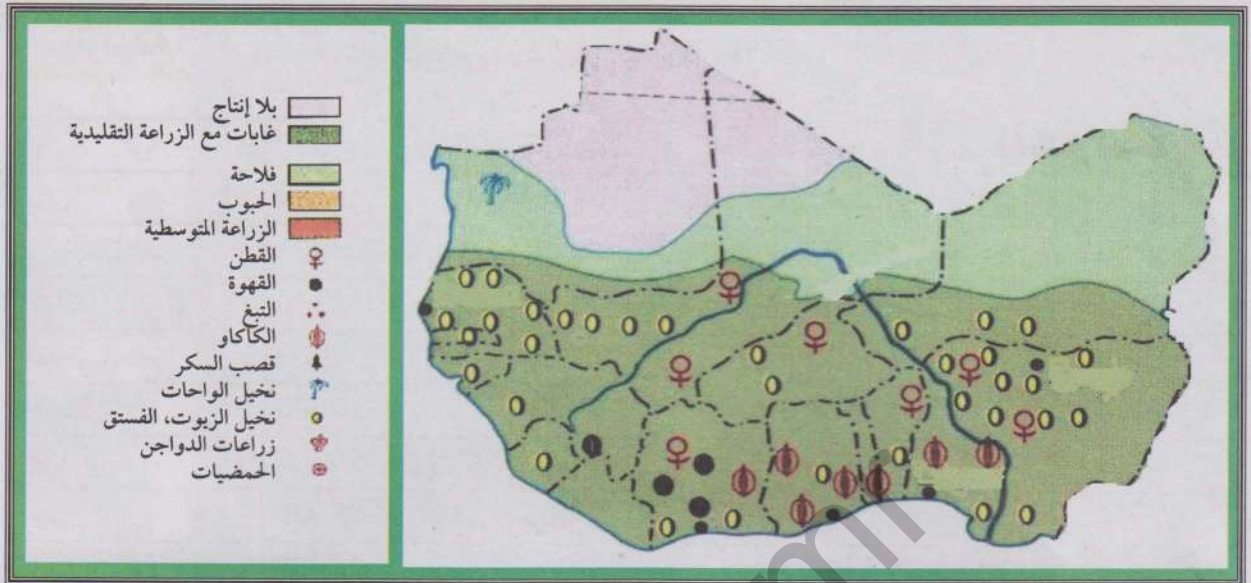 بلا إنتاج
غابات مع الزراعة التقليدية
فلاحة
الحبوب
الزراعة المتوسطية
القطن
القهوة
التبغ
الكاكاو
قصب السكر
نخيل الواحات
نخيل الزيوت، الفستق
زراعات الدواجن
الحمضيات